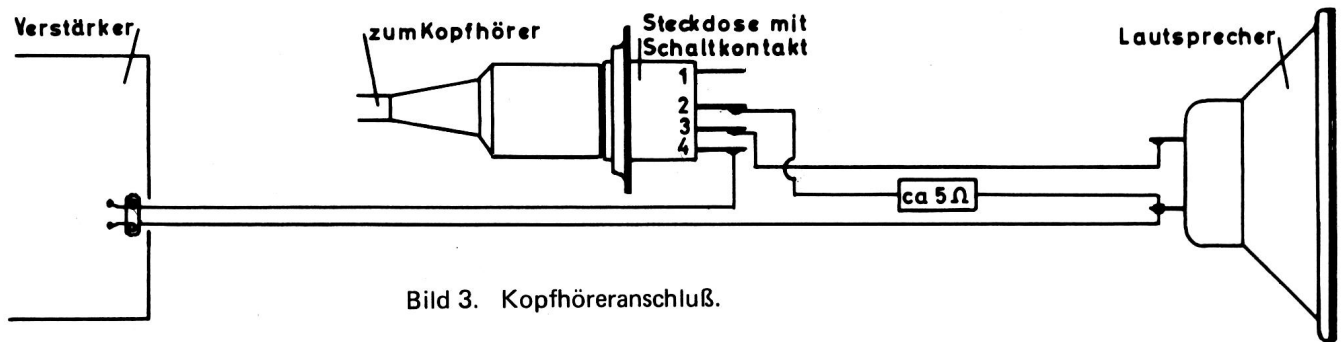 Verstärker
zum Kopfhörer
Steckdose mit
Schaltkontakt
Lautsprecher
1
2
3
4
ca 5 Ω
Bild 3. Kopfhöreranschluß.